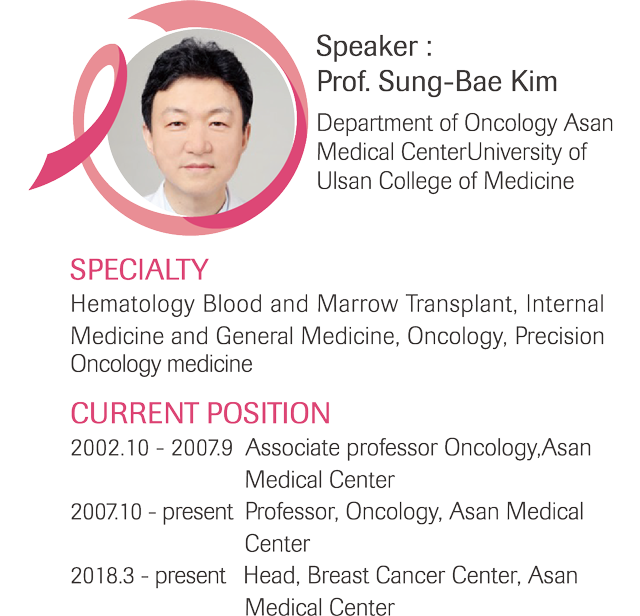 Speaker :
Prof. Sung-Bae Kim
Department of Oncology Asan
Medical CenterUniversity of
Ulsan College of Medicine
SPECIALTY
Hematology Blood and Marrow Transplant, Internal
Medicine and General Medicine, Oncology, Precision
Oncology medicine
CURRENT POSITION
2002.10 - 2007.9 Associate professor Oncology,Asan
Medical Center
2007.10 - present Professor, Oncology, Asan Medical
Center
2018.3 - present Head, Breast Cancer Center, Asan
Medical Center